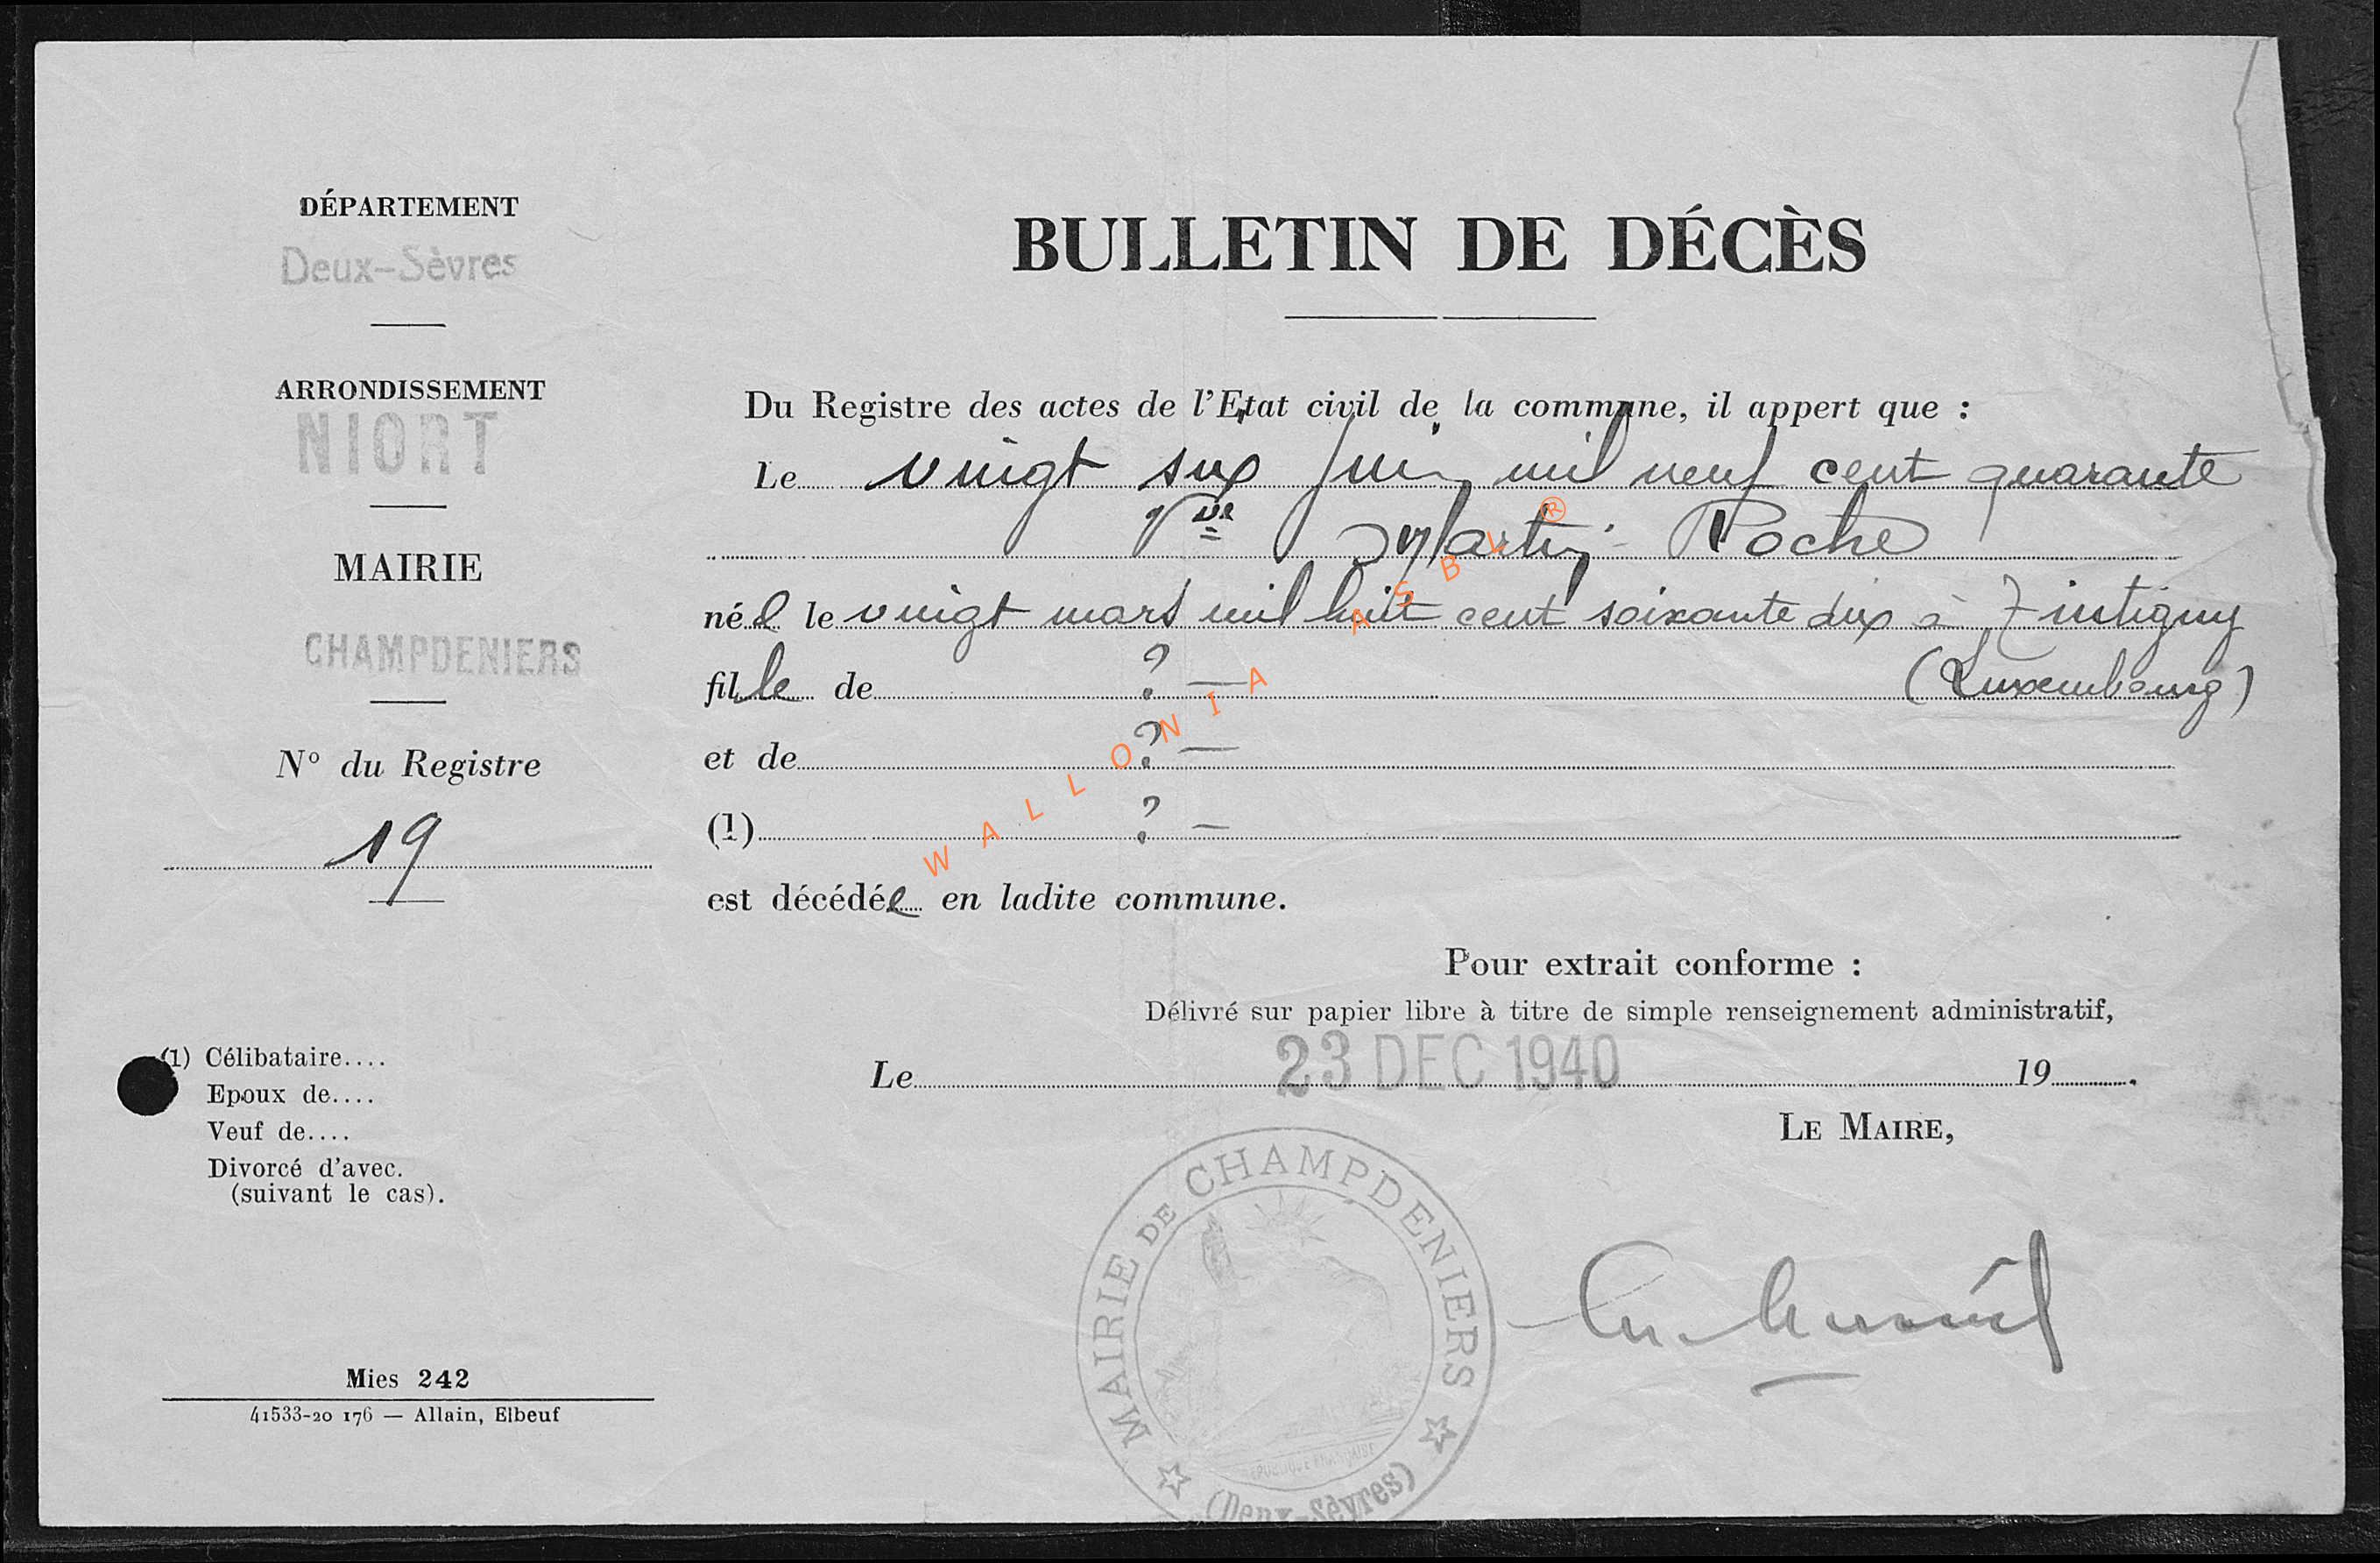 DÉPARTEMENT
Deux-Sèvres
ARRONDISSEMENT
NIORT
MAIRIE
CHAMPDENIERS
N° du Registre
19
(1) Célibataire....
Epoux de....
Veuf de....
Divorcé d'avec.
(suivant le cas).
Mies 242
41533-20 176 — Allain, Elbeuf
BULLETIN DE DÉCÈS
Du Registre des actes de l'Etat civil de la commune, il appert que :
Le vingt six Juin mil neuf cent quarante
Vve Martin Poche
née le vingt mars mil huit cent soixante dix à Tintigny
fille de ? — (Luxembourg)
et de ? —
(1) ? —
est décédée en ladite commune.
Pour extrait conforme :
Délivré sur papier libre à titre de simple renseignement administratif,
Le 23 DEC 1940 19 .
LE MAIRE,
MAIRIE DE CHAMPDENIERS
(Deux-Sèvres)
WALLONIA ASBL ®